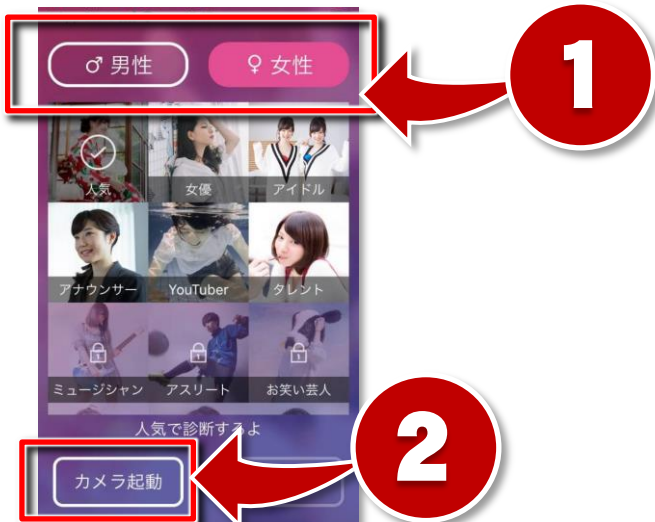 ♂ 男性
♀ 女性
1
人気
女優
アイドル
アナウンサー
YouTuber
タレント
ミュージシャン
アスリート
お笑い芸人
人気で診断するよ
カメラ起動
2